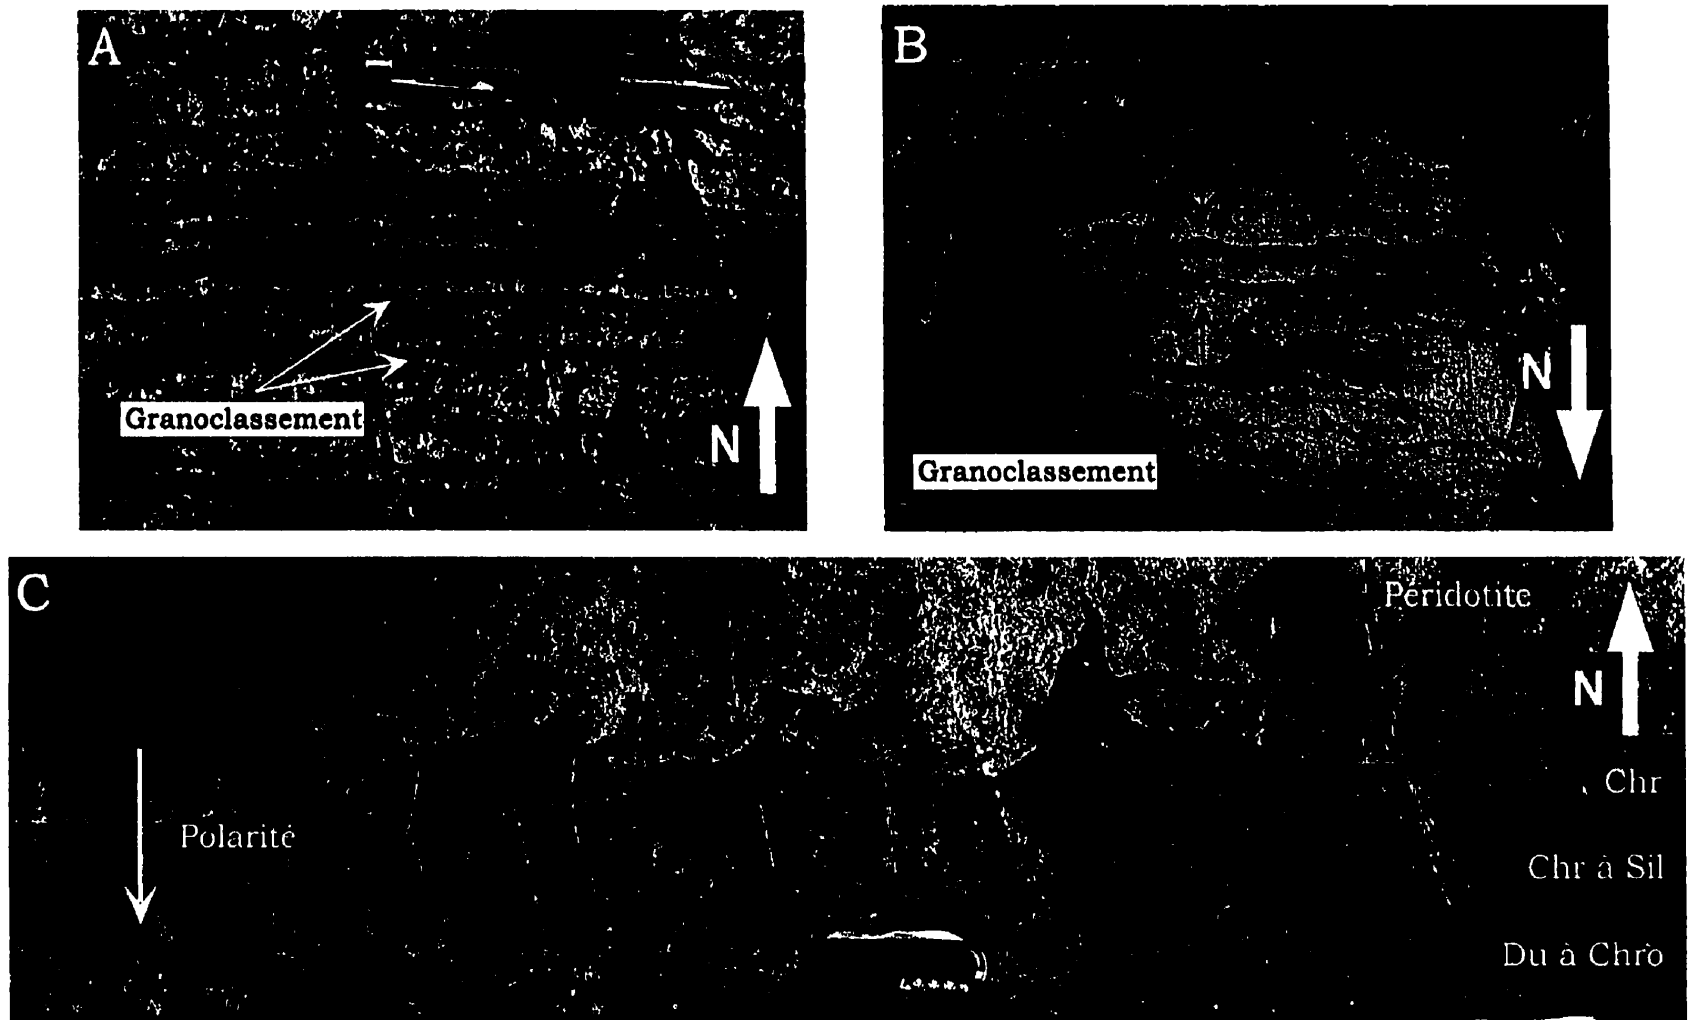 A
B
Granoclassement
N
N
Granoclassement
C
Péridotite
N
Chr
Polarité
Chr à Sil
Du à Chro